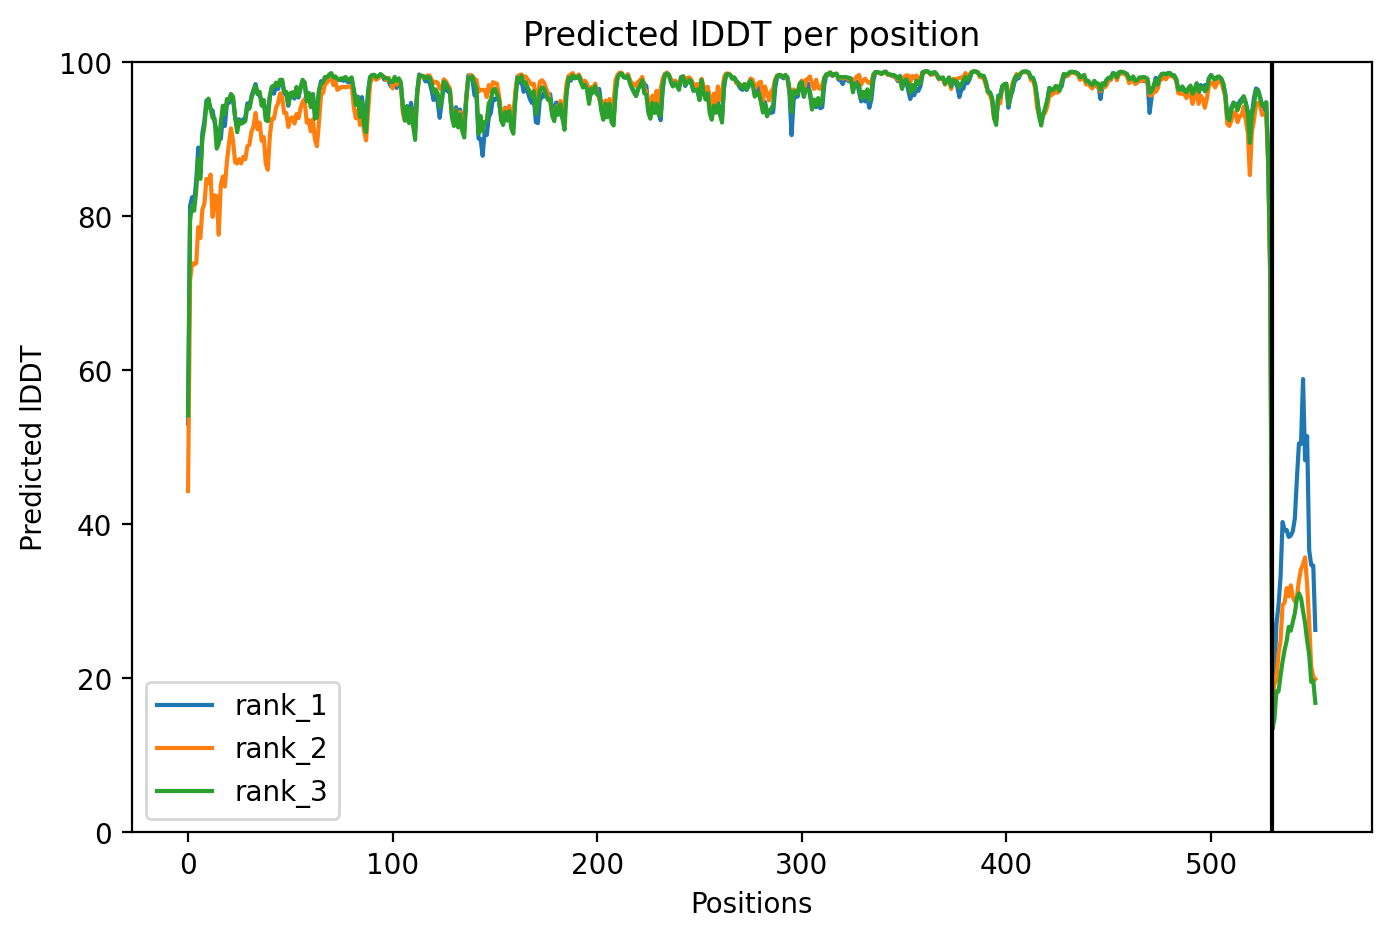 Predicted lDDT per position
100
80
60
40
20
0
Predicted lDDT
rank_1
rank_2
rank_3
0 100 200 300 400 500
Positions